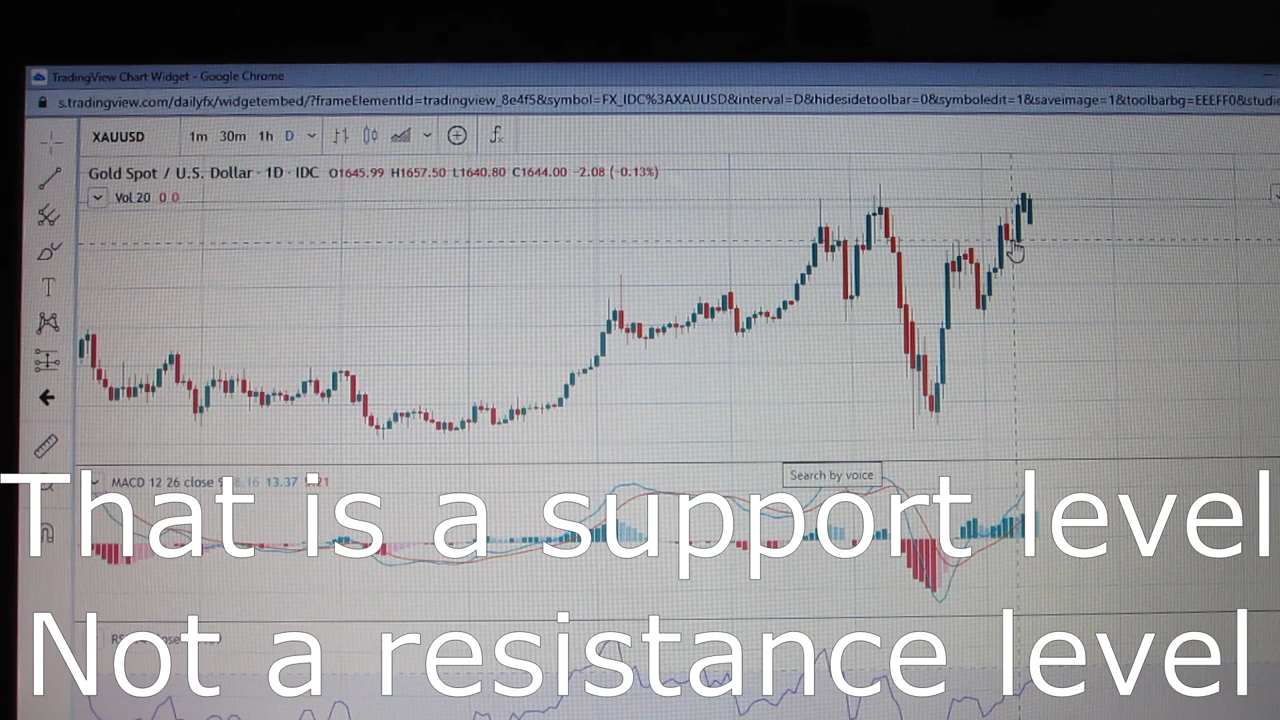 TradingView Chart Widget - Google Chrome
s.tradingview.com/dailyfx/widgetembed/?frameElementId=tradingview_8e4f5&symbol=FX_IDC%3AXAUUSD&interval=D&hidesidetoolbar=0&symboledit=1&saveimage=1&toolbarbg=EEEFF0&studie
XAUUSD 1m 30m 1h D
Gold Spot / U.S. Dollar · 1D · IDC O1645.99 H1657.50 L1640.80 C1644.00 −2.08 (−0.13%)
Vol 20 0 0
Search by voice
MACD 12 26 close 13.37
That is a support level
Not a resistance level